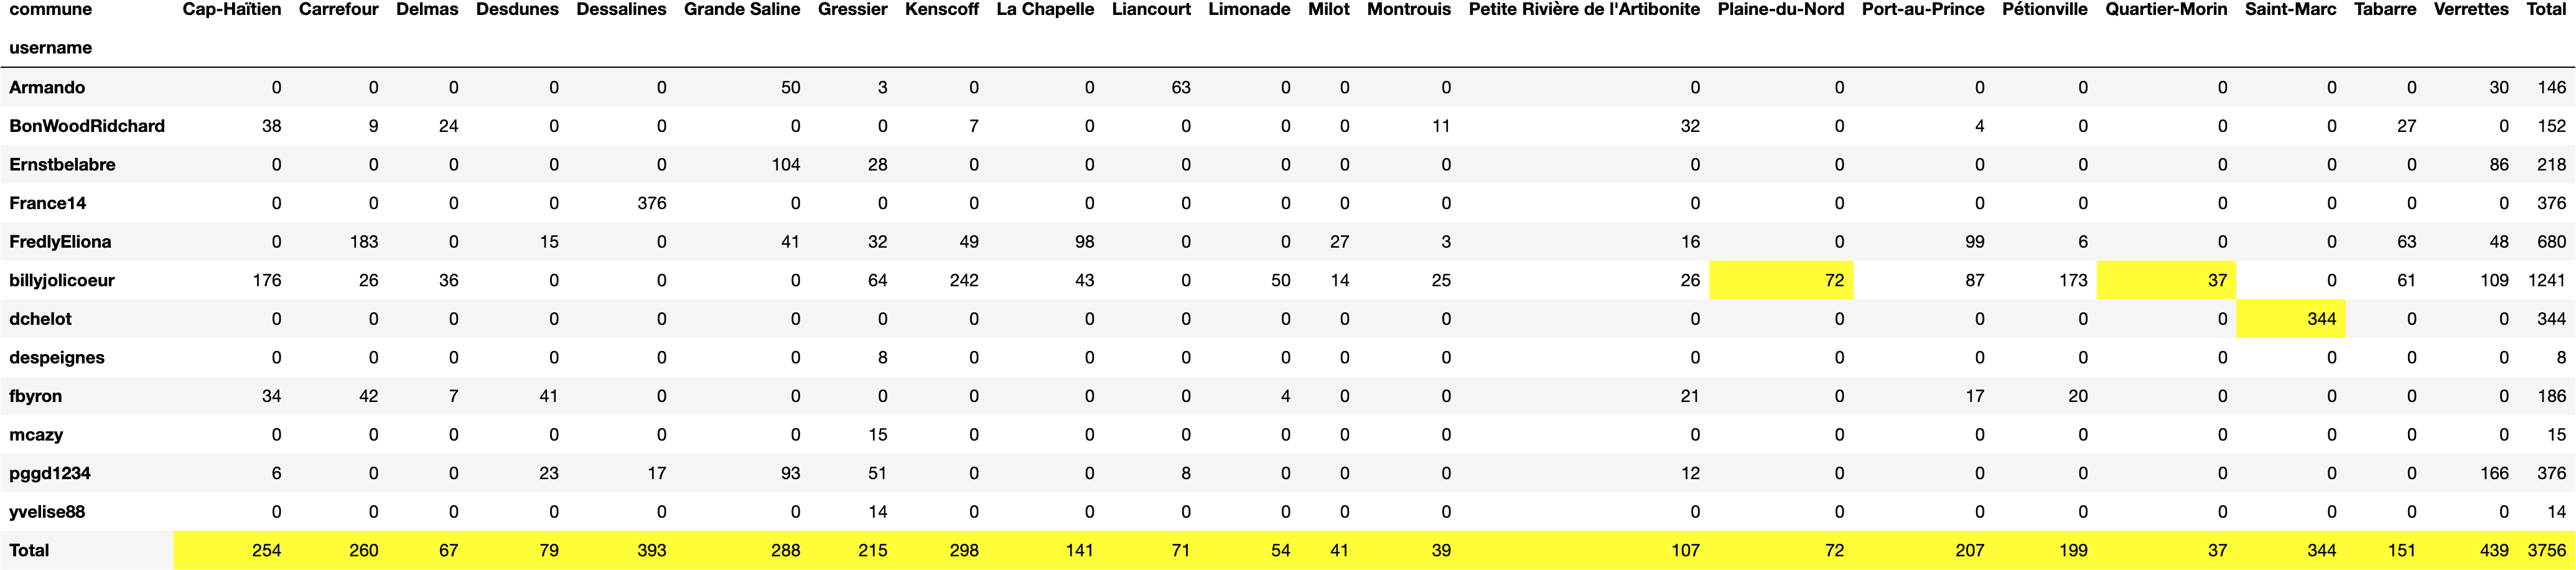 commune Cap-Haïtien Carrefour Delmas Desdunes Dessalines Grande Saline Gressier Kenscoff La Chapelle Liancourt Limonade Milot Montrouis Petite Rivière de l'Artibonite Plaine-du-Nord Port-au-Prince Pétionville Quartier-Morin Saint-Marc Tabarre Verrettes Total
username
Armando 0 0 0 0 0 50 3 0 0 63 0 0 0 0 0 0 0 0 0 0 30 146
BonWoodRidchard 38 9 24 0 0 0 0 7 0 0 0 0 11 32 0 4 0 0 0 27 0 152
Ernstbelabre 0 0 0 0 0 104 28 0 0 0 0 0 0 0 0 0 0 0 0 0 86 218
France14 0 0 0 0 376 0 0 0 0 0 0 0 0 0 0 0 0 0 0 0 0 376
FredlyEliona 0 183 0 15 0 41 32 49 98 0 0 27 3 16 0 99 6 0 0 63 48 680
billyjolicoeur 176 26 36 0 0 0 64 242 43 0 50 14 25 26 72 87 173 37 0 61 109 1241
dchelot 0 0 0 0 0 0 0 0 0 0 0 0 0 0 0 0 0 0 344 0 0 344
despeignes 0 0 0 0 0 0 8 0 0 0 0 0 0 0 0 0 0 0 0 0 0 8
fbyron 34 42 7 41 0 0 0 0 0 0 4 0 0 21 0 17 20 0 0 0 0 186
mcazy 0 0 0 0 0 0 15 0 0 0 0 0 0 0 0 0 0 0 0 0 0 15
pggd1234 6 0 0 23 17 93 51 0 0 8 0 0 0 12 0 0 0 0 0 0 166 376
yvelise88 0 0 0 0 0 0 14 0 0 0 0 0 0 0 0 0 0 0 0 0 0 14
Total 254 260 67 79 393 288 215 298 141 71 54 41 39 107 72 207 199 37 344 151 439 3756